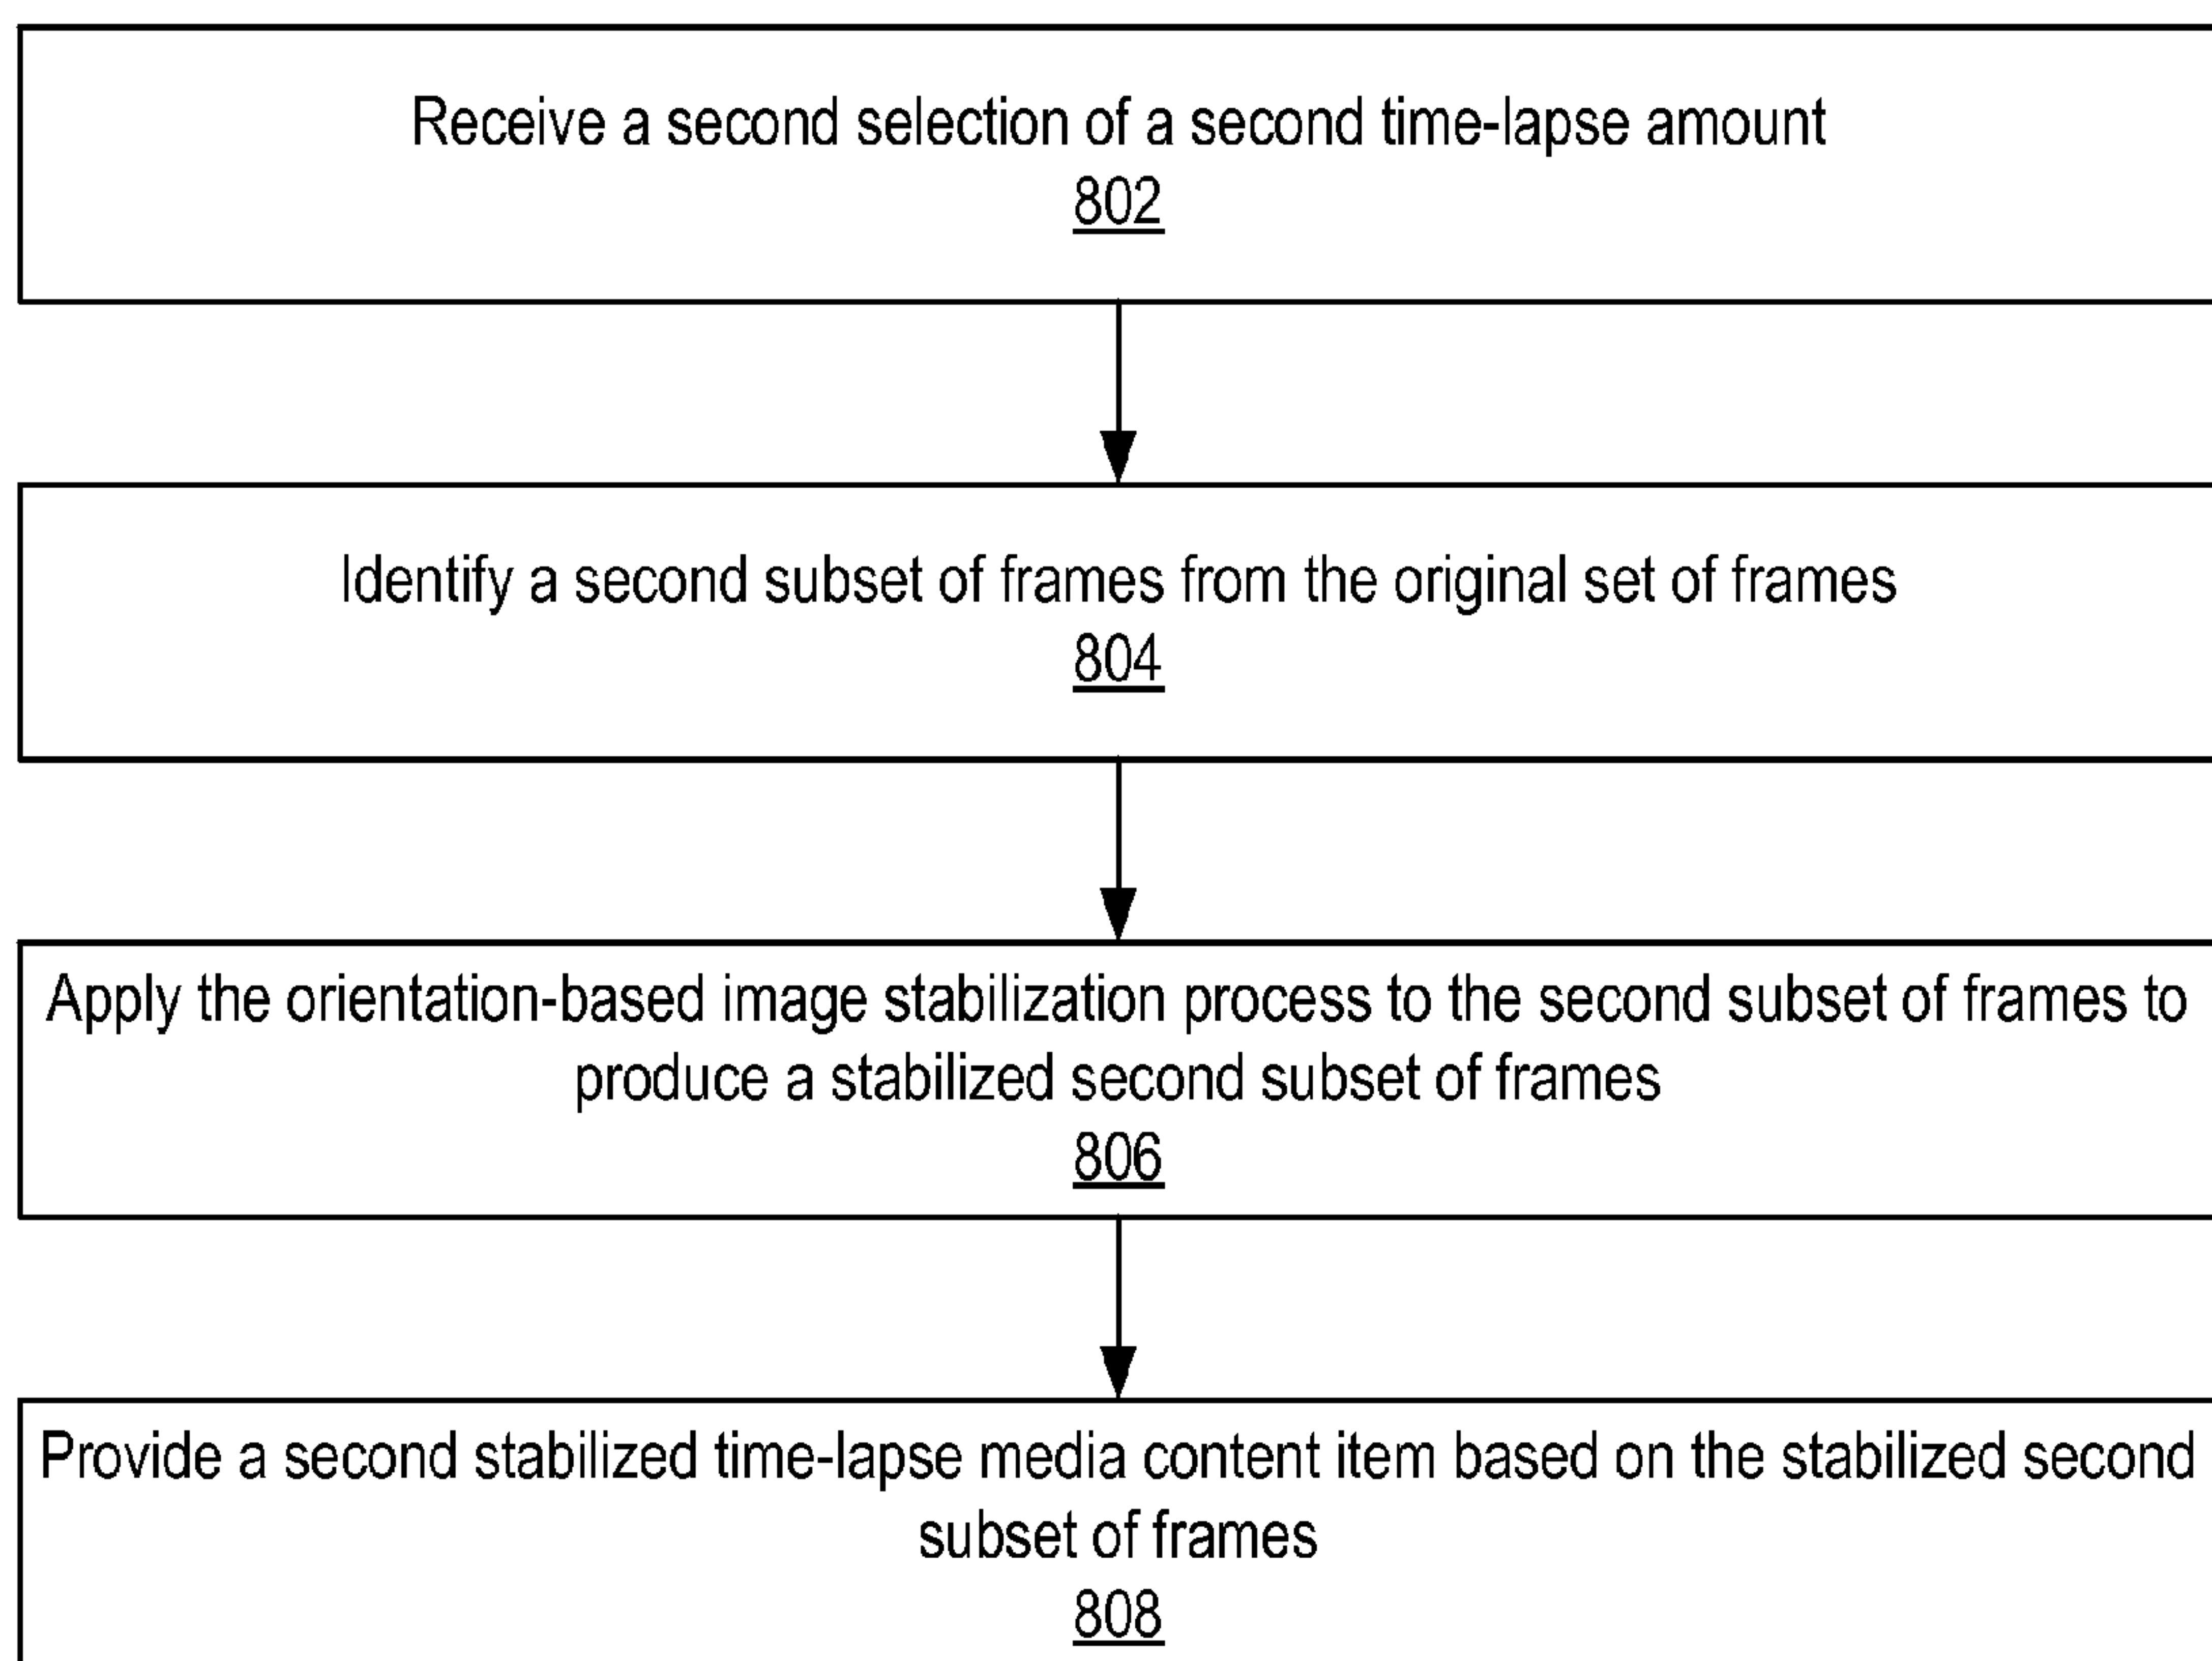 Receive a second selection of a second time-lapse amount
802
Identify a second subset of frames from the original set of frames
804
Apply the orientation-based image stabilization process to the second subset of frames to
produce a stabilized second subset of frames
806
Provide a second stabilized time-lapse media content item based on the stabilized second
subset of frames
808